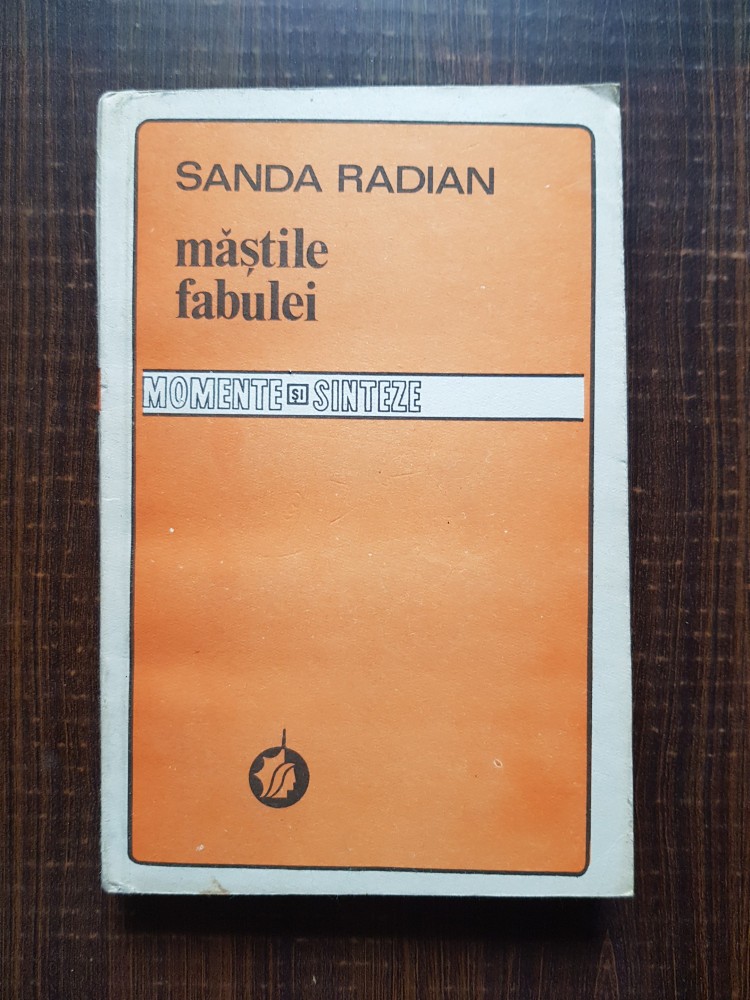 SANDA RADIAN
măștile
fabulei
MOMENTE ȘI SINTEZE